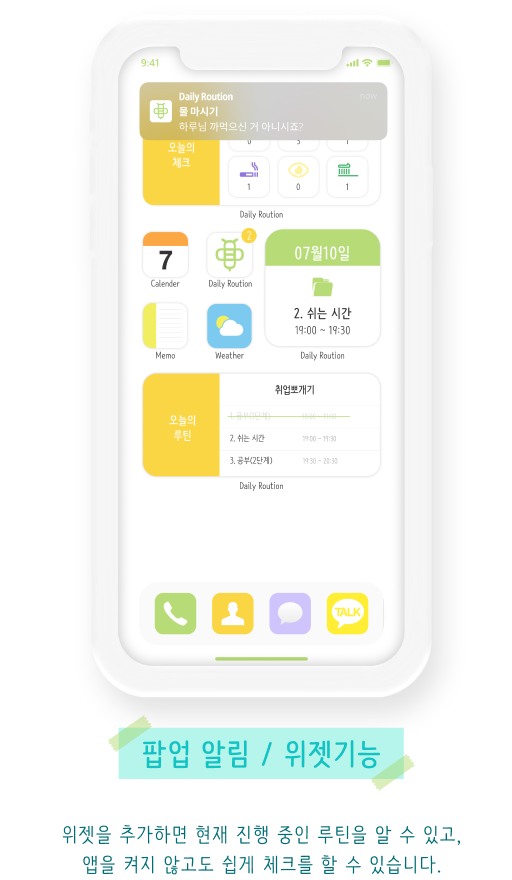 9:41
Daily Roution
물 마시기
하루님 까먹으신 거 아니시죠?
오늘의
체크
0 3 1
1 0 1
Daily Roution
2
7
Calender
Daily Roution
07월10일
2. 쉬는 시간
19:00 ~ 19:30
Memo
Weather
Daily Roution
오늘의
루틴
취업뽀개기
1. 공부(1단계)
2. 쉬는 시간 19:00 ~ 19:30
3. 공부(2단계) 19:30 ~ 20:30
Daily Roution
TALK
팝업 알림 / 위젯기능
위젯을 추가하면 현재 진행 중인 루틴을 알 수 있고,
앱을 켜지 않고도 쉽게 체크를 할 수 있습니다.